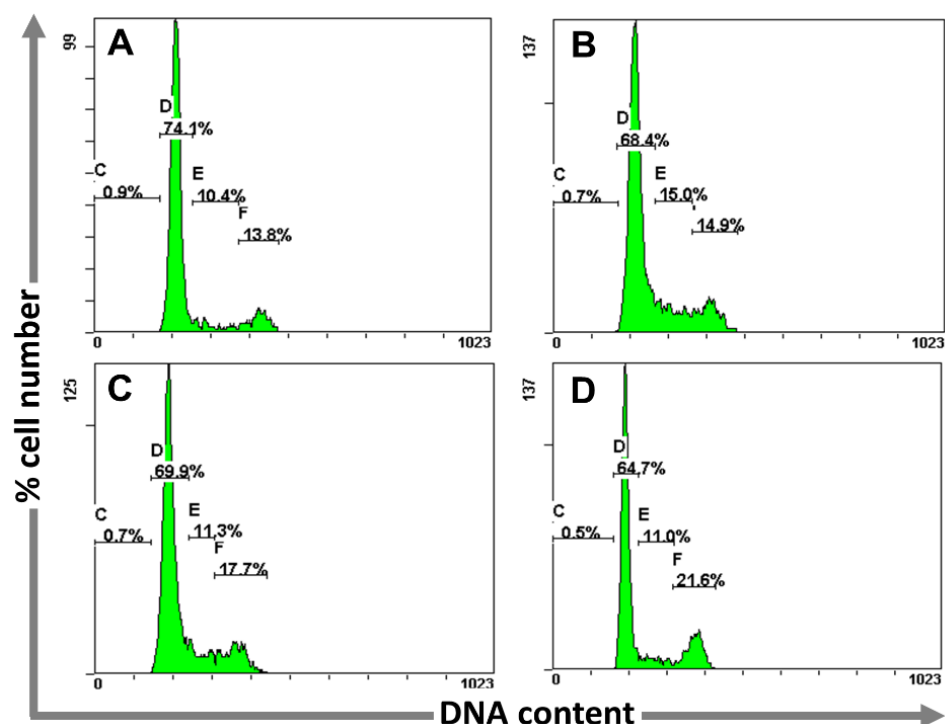 % cell number
A
99
D
74.1%
C
E
0.9%
10.4%
F
13.8%
0
1023
B
137
D
68.4%
C
E
0.7%
15.0%
14.9%
0
1023
C
125
D
69.9%
C
E
0.7%
11.3%
F
17.7%
0
1023
D
137
D
64.7%
C
E
0.5%
11.0%
F
21.6%
0
1023
DNA content